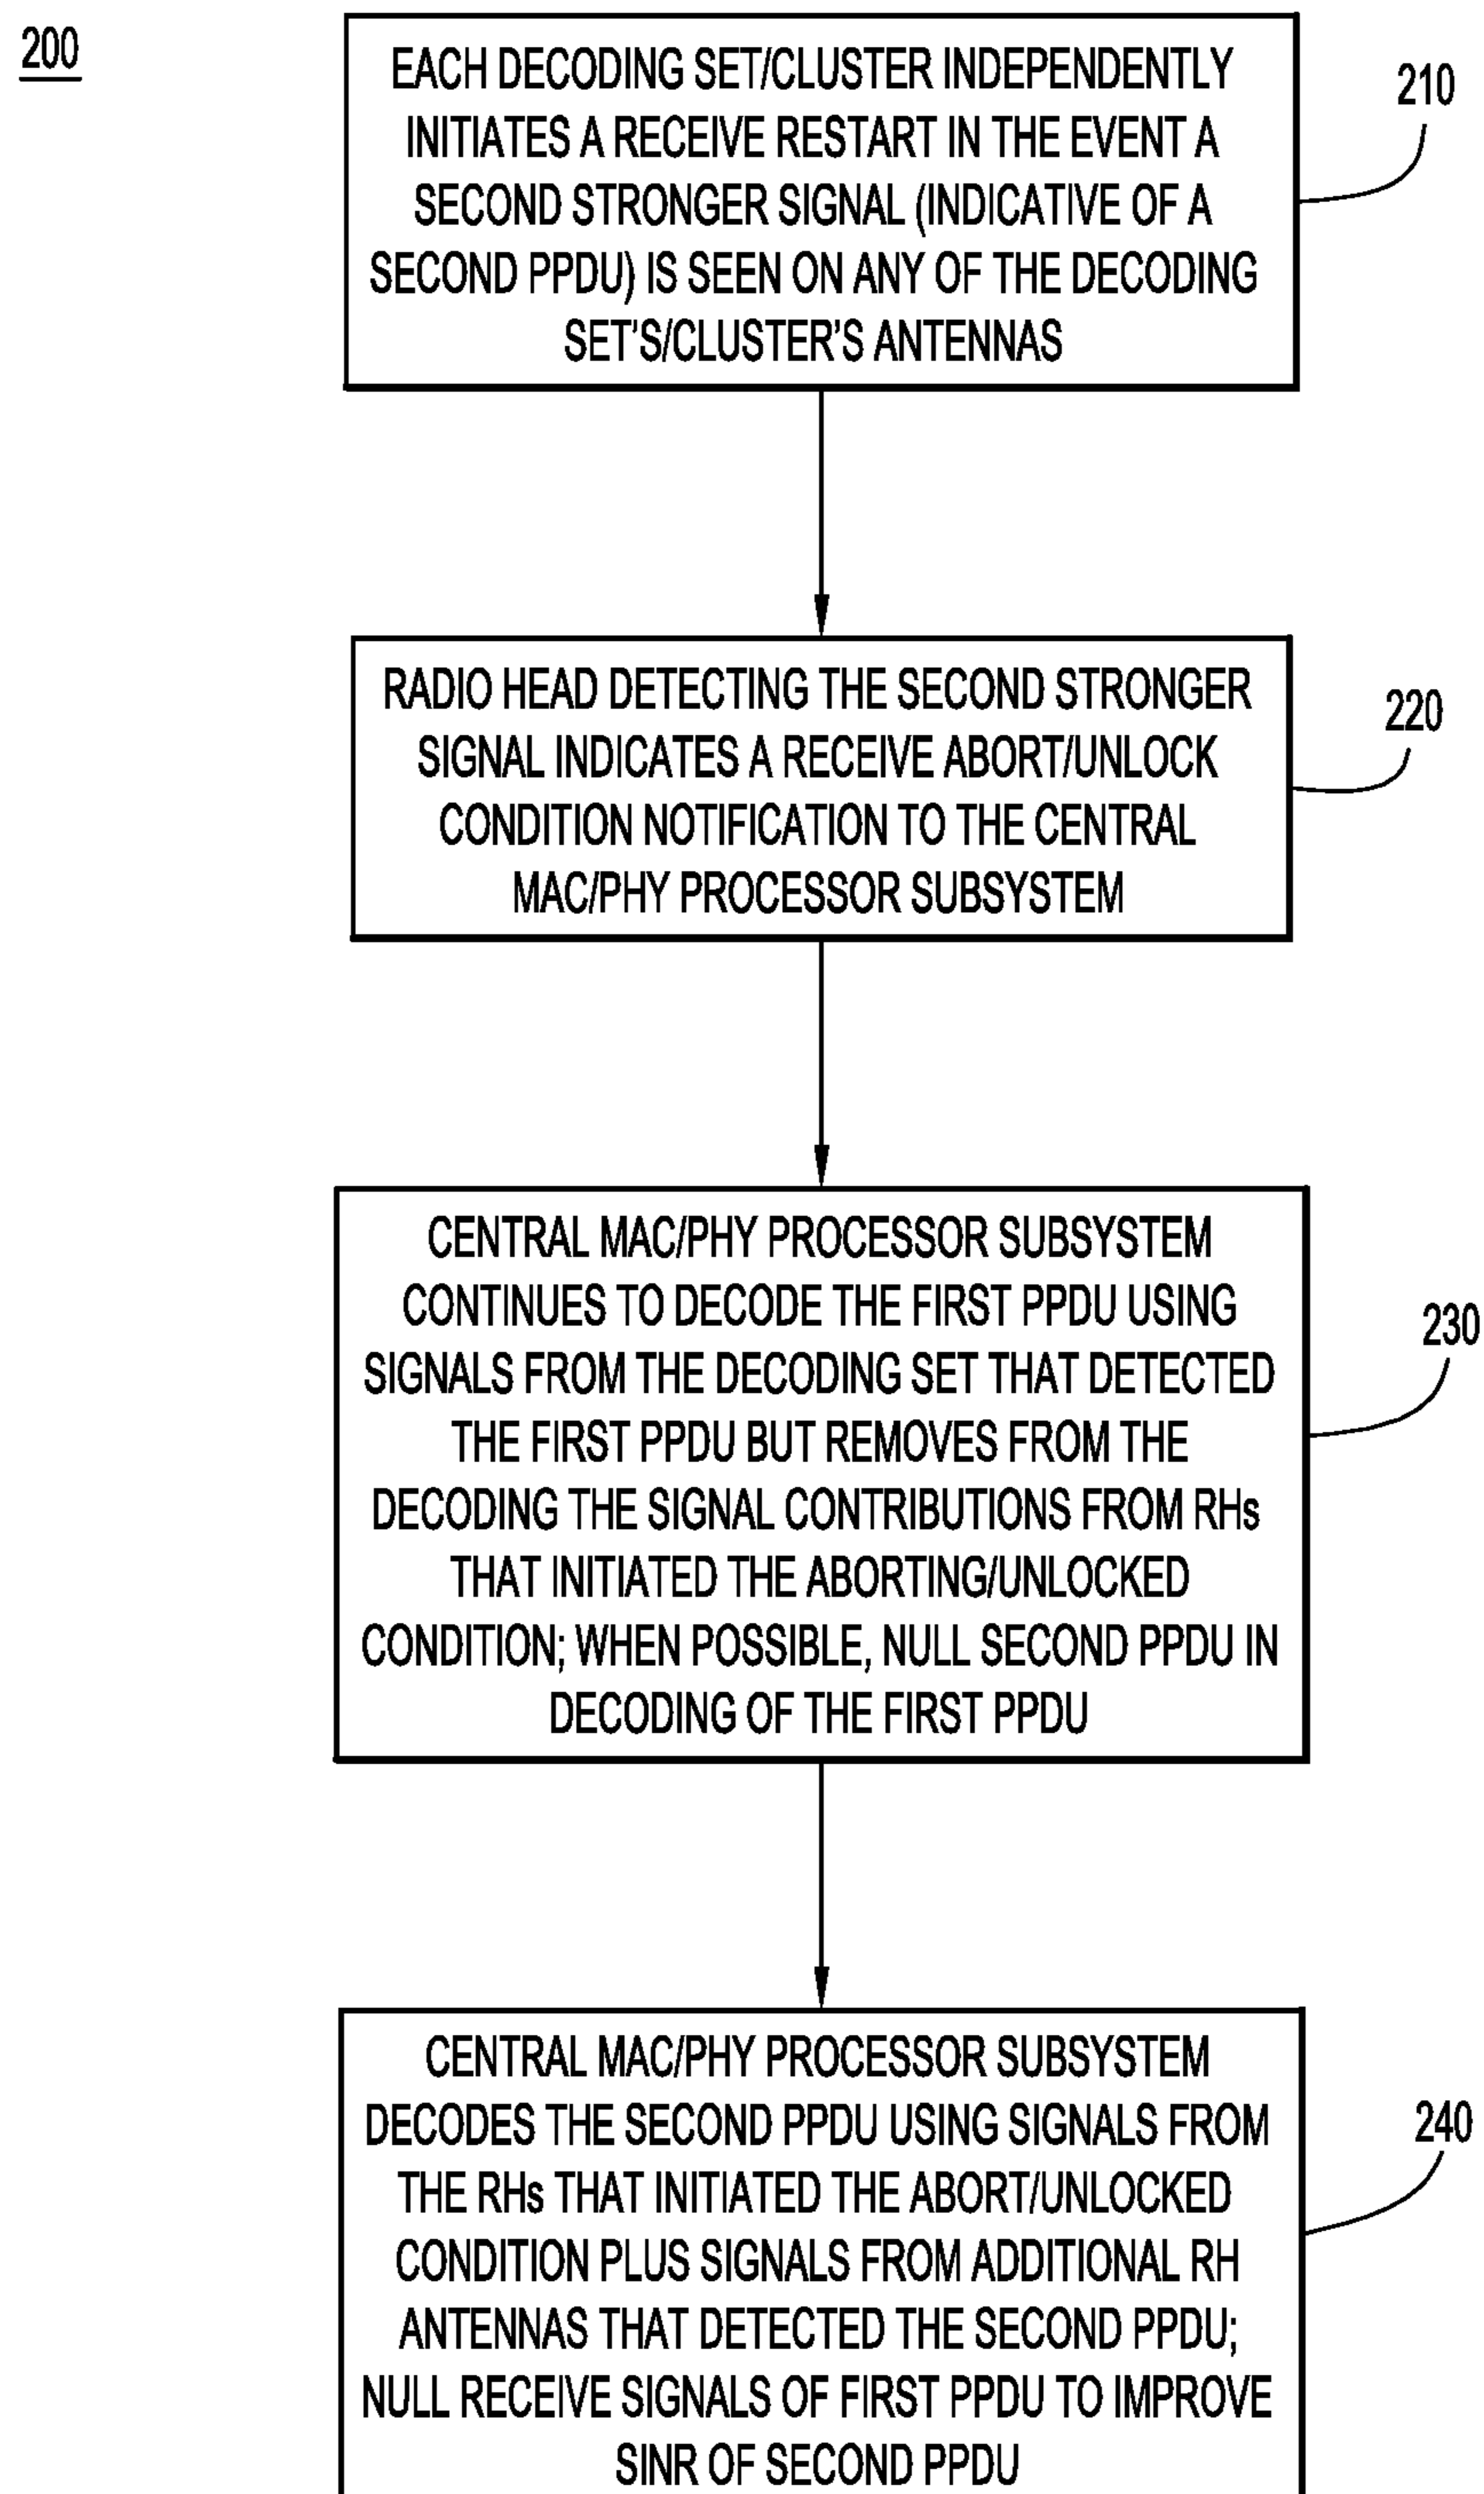 200
EACH DECODING SET/CLUSTER INDEPENDENTLY
INITIATES A RECEIVE RESTART IN THE EVENT A
SECOND STRONGER SIGNAL (INDICATIVE OF A
SECOND PPDU) IS SEEN ON ANY OF THE DECODING
SET'S/CLUSTER'S ANTENNAS
210
RADIO HEAD DETECTING THE SECOND STRONGER
SIGNAL INDICATES A RECEIVE ABORT/UNLOCK
CONDITION NOTIFICATION TO THE CENTRAL
MAC/PHY PROCESSOR SUBSYSTEM
220
CENTRAL MAC/PHY PROCESSOR SUBSYSTEM
CONTINUES TO DECODE THE FIRST PPDU USING
SIGNALS FROM THE DECODING SET THAT DETECTED
THE FIRST PPDU BUT REMOVES FROM THE
DECODING THE SIGNAL CONTRIBUTIONS FROM RHs
THAT INITIATED THE ABORTING/UNLOCKED
CONDITION; WHEN POSSIBLE, NULL SECOND PPDU IN
DECODING OF THE FIRST PPDU
230
CENTRAL MAC/PHY PROCESSOR SUBSYSTEM
DECODES THE SECOND PPDU USING SIGNALS FROM
THE RHs THAT INITIATED THE ABORT/UNLOCKED
CONDITION PLUS SIGNALS FROM ADDITIONAL RH
ANTENNAS THAT DETECTED THE SECOND PPDU;
NULL RECEIVE SIGNALS OF FIRST PPDU TO IMPROVE
SINR OF SECOND PPDU
240